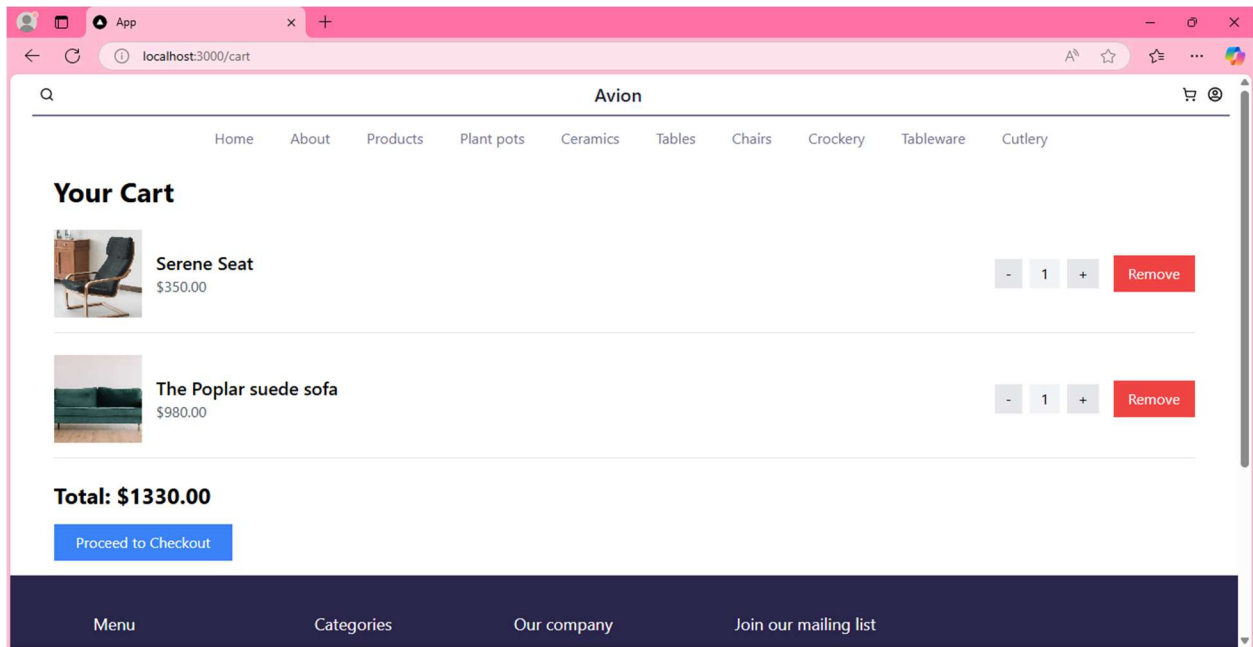 App
localhost:3000/cart
Avion
Home About Products Plant pots Ceramics Tables Chairs Crockery Tableware Cutlery
Your Cart
Serene Seat
$350.00
- 1 + Remove
The Poplar suede sofa
$980.00
- 1 + Remove
Total: $1330.00
Proceed to Checkout
Menu Categories Our company Join our mailing list